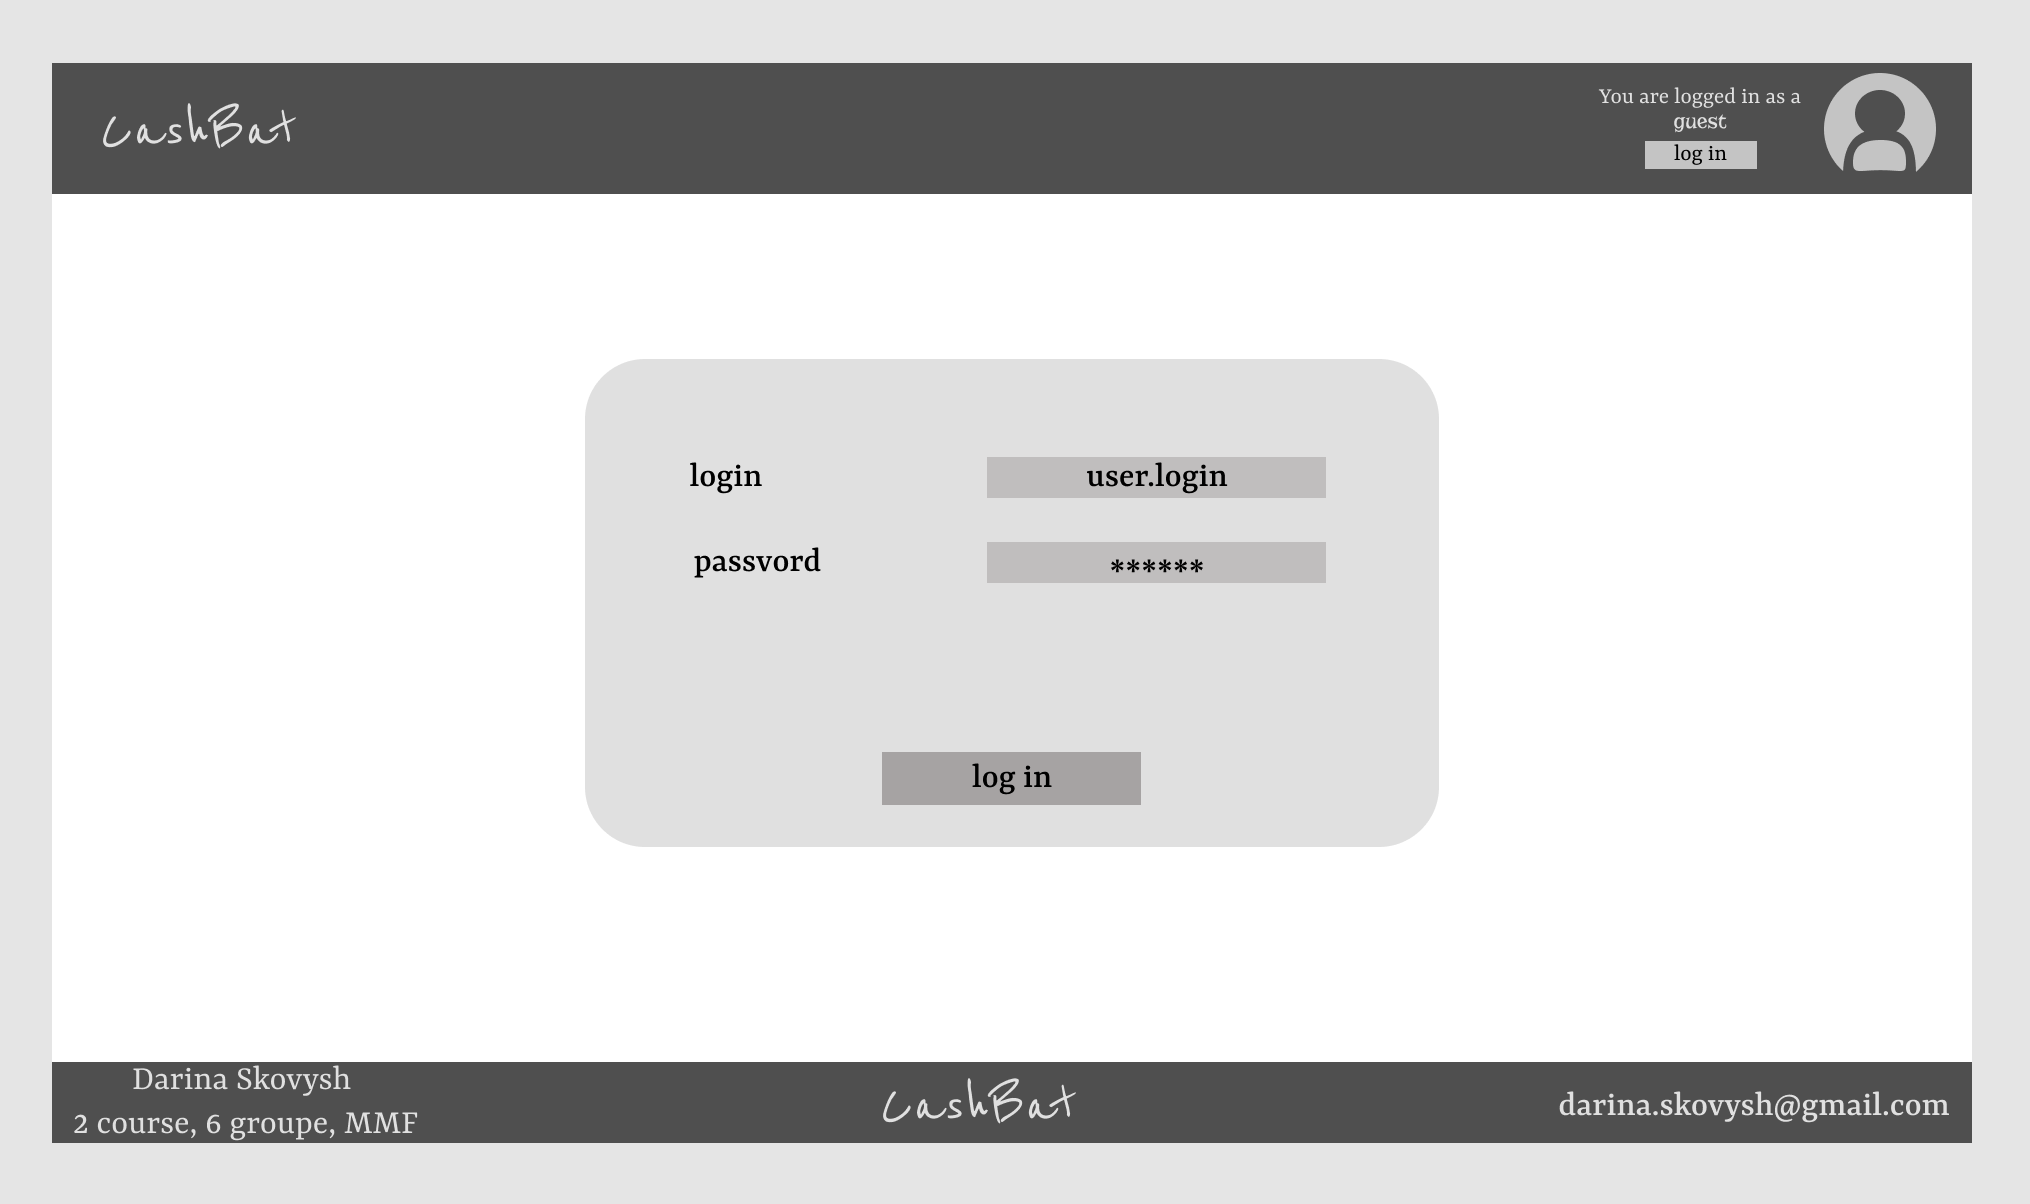 CashBat
You are logged in as a
guest
log in
login
user.login
passvord
******
log in
Darina Skovysh
2 course, 6 groupe, MMF
CashBat
darina.skovysh@gmail.com